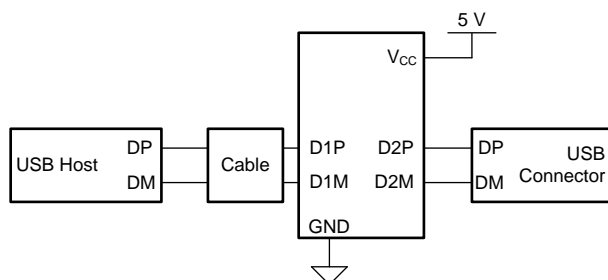 5 V
VCC
USB Host
DP
DM
Cable
D1P
D1M
D2P
D2M
GND
DP
DM
USB
Connector